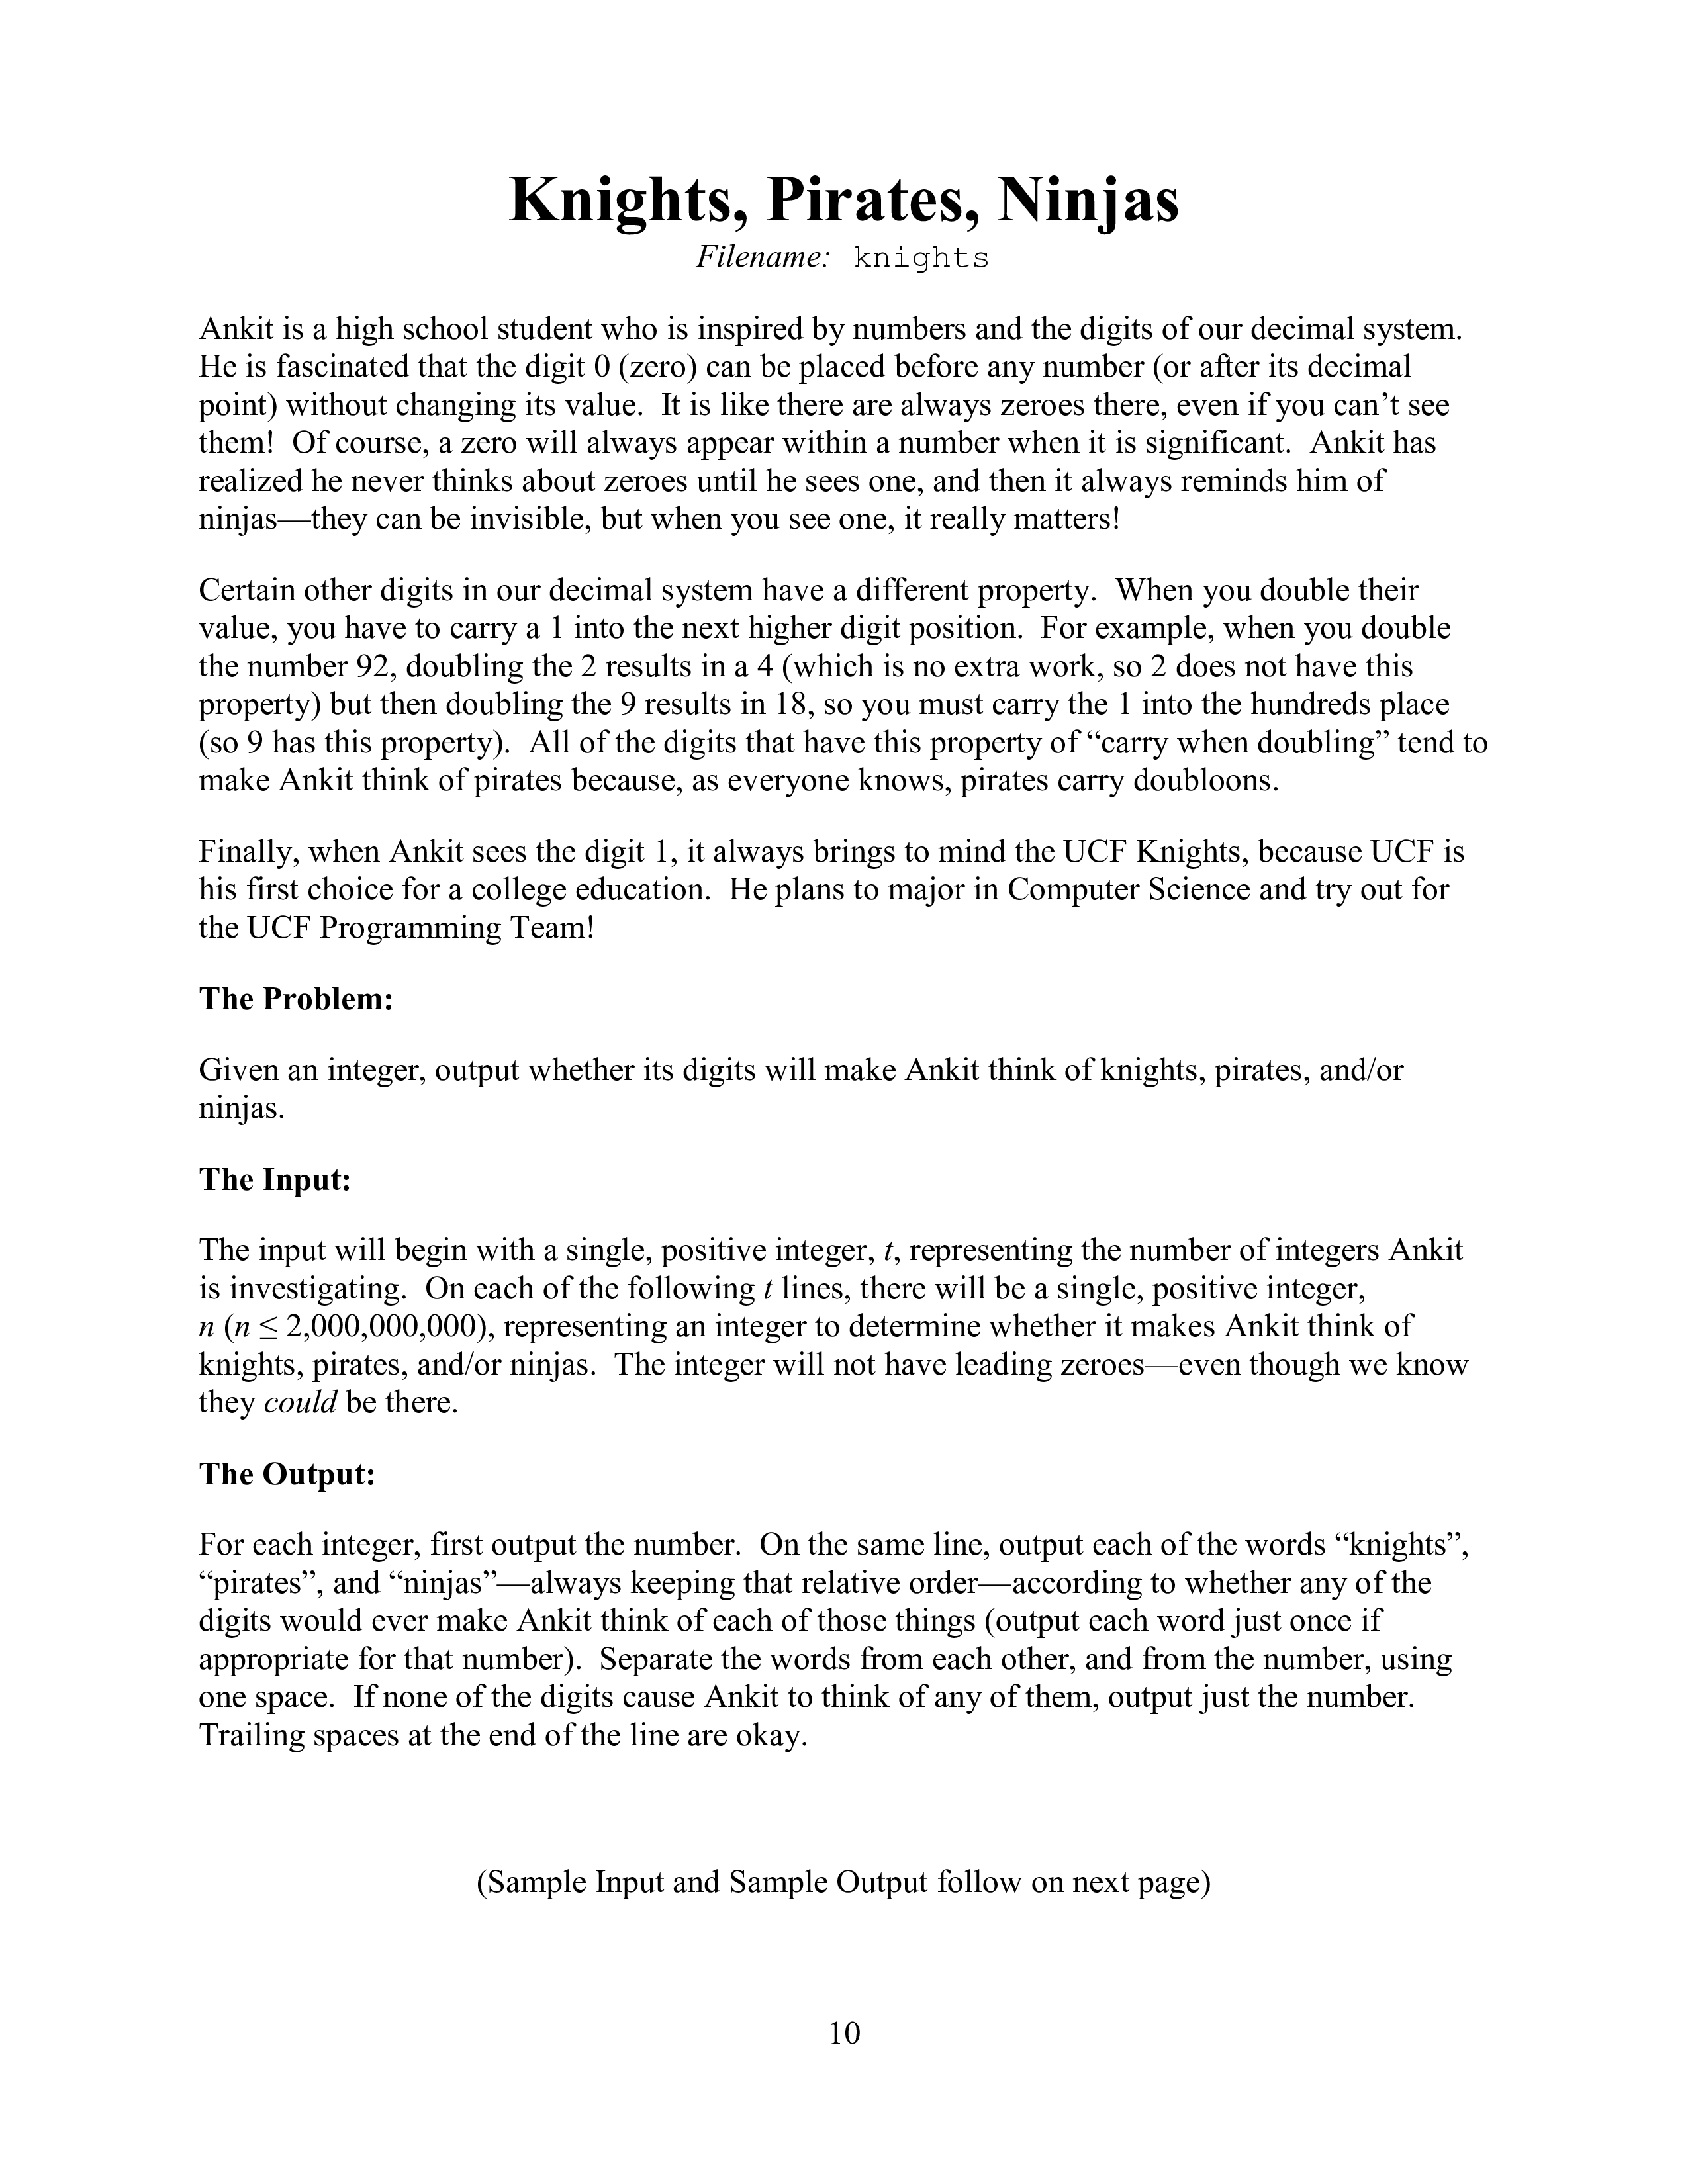 Knights, Pirates, Ninjas
Filename: knights
Ankit is a high school student who is inspired by numbers and the digits of our decimal system.
He is fascinated that the digit 0 (zero) can be placed before any number (or after its decimal
point) without changing its value.  It is like there are always zeroes there, even if you can’t see
them!  Of course, a zero will always appear within a number when it is significant.  Ankit has
realized he never thinks about zeroes until he sees one, and then it always reminds him of
ninjas—they can be invisible, but when you see one, it really matters!
Certain other digits in our decimal system have a different property.  When you double their
value, you have to carry a 1 into the next higher digit position.  For example, when you double
the number 92, doubling the 2 results in a 4 (which is no extra work, so 2 does not have this
property) but then doubling the 9 results in 18, so you must carry the 1 into the hundreds place
(so 9 has this property).  All of the digits that have this property of “carry when doubling” tend to
make Ankit think of pirates because, as everyone knows, pirates carry doubloons.
Finally, when Ankit sees the digit 1, it always brings to mind the UCF Knights, because UCF is
his first choice for a college education.  He plans to major in Computer Science and try out for
the UCF Programming Team!
The Problem:
Given an integer, output whether its digits will make Ankit think of knights, pirates, and/or
ninjas.
The Input:
The input will begin with a single, positive integer, t, representing the number of integers Ankit
is investigating.  On each of the following t lines, there will be a single, positive integer,
n (n ≤ 2,000,000,000), representing an integer to determine whether it makes Ankit think of
knights, pirates, and/or ninjas.  The integer will not have leading zeroes—even though we know
they could be there.
The Output:
For each integer, first output the number.  On the same line, output each of the words “knights”,
“pirates”, and “ninjas”—always keeping that relative order—according to whether any of the
digits would ever make Ankit think of each of those things (output each word just once if
appropriate for that number).  Separate the words from each other, and from the number, using
one space.  If none of the digits cause Ankit to think of any of them, output just the number.
Trailing spaces at the end of the line are okay.
(Sample Input and Sample Output follow on next page)
10